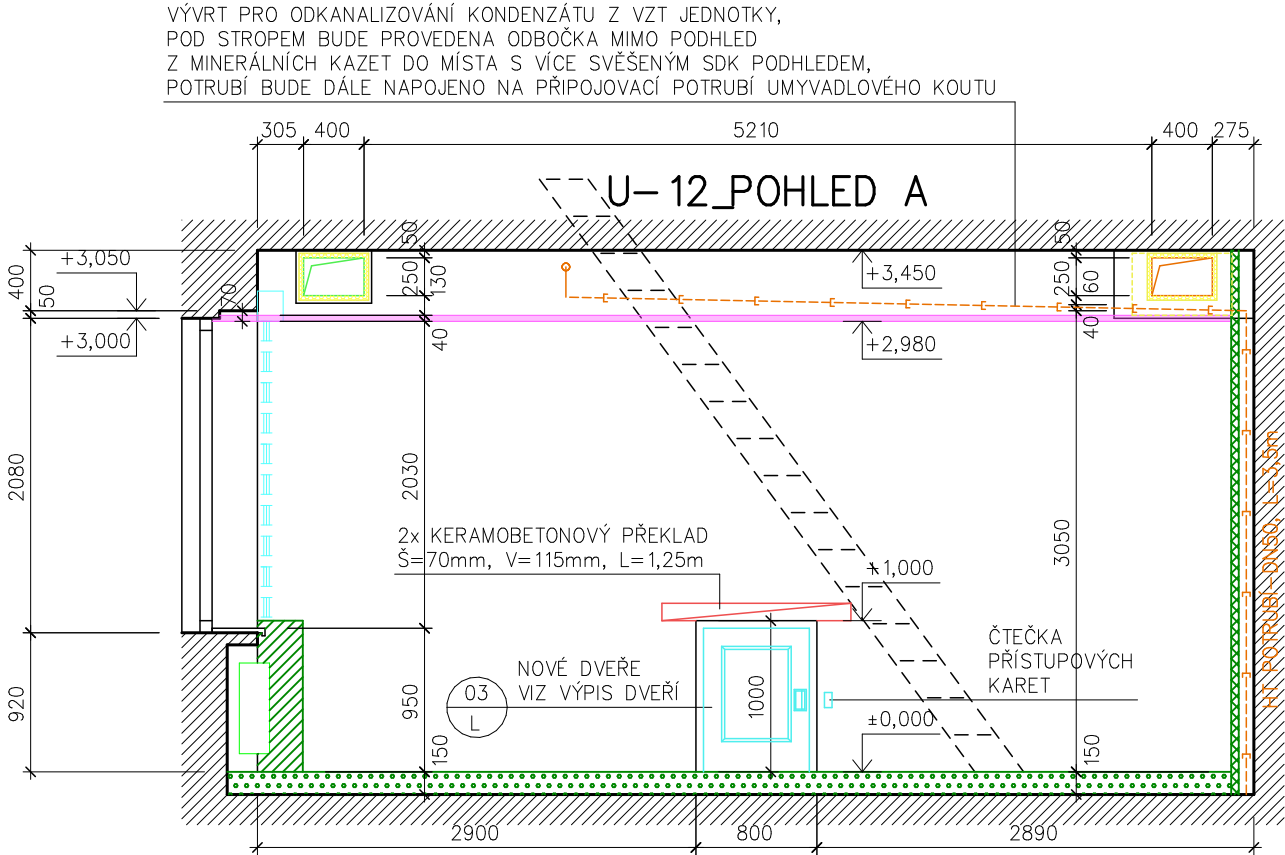 VÝVRT PRO ODKANALIZOVÁNÍ KONDENZÁTU Z VZT JEDNOTKY,
POD STROPEM BUDE PROVEDENA ODBOČKA MIMO PODHLED
Z MINERÁLNÍCH KAZET DO MÍSTA S VÍCE SVĚŠENÝM SDK PODHLEDEM,
POTRUBÍ BUDE DÁLE NAPOJENO NA PŘIPOJOVACÍ POTRUBÍ UMYVADLOVÉHO KOUTU
305 400 5210 400 275
U-12_POHLED A
50
50
400
+3,050
250
130
+3,450
250
60
50
70
+3,000
40
+2,980
40
2080
2030
3050
HT POTRUBÍ-DN50, L=3,5m
2x KERAMOBETONOVÝ PŘEKLAD
Š=70mm, V=115mm, L=1,25m
+1,000
920
950
NOVÉ DVEŘE
VIZ VÝPIS DVEŘÍ
03
L
1000
ČTEČKA
PŘÍSTUPOVÝCH
KARET
±0,000
150
150
2900 800 2890